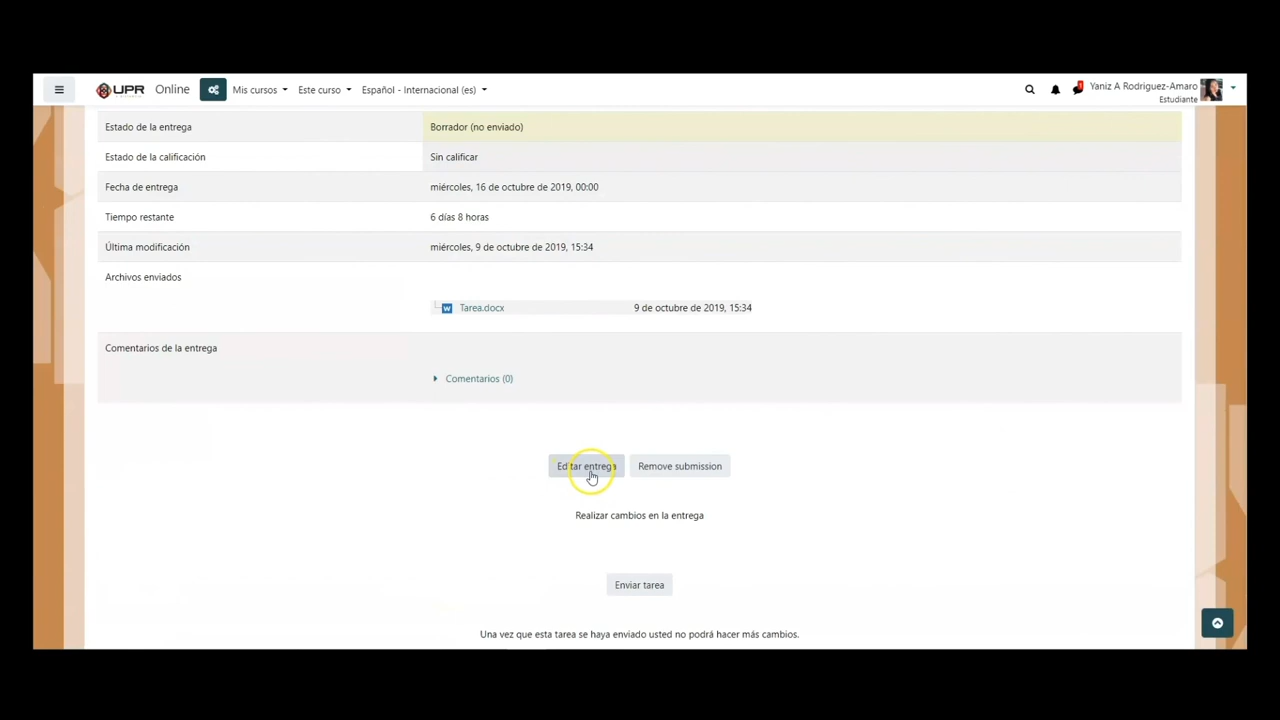 UPR Online Mis cursos Este curso Español - Internacional (es) Yaniz A Rodriguez-Amaro
Estudiante
Estado de la entrega Borrador (no enviado)
Estado de la calificación Sin calificar
Fecha de entrega miércoles, 16 de octubre de 2019, 00:00
Tiempo restante 6 días 8 horas
Última modificación miércoles, 9 de octubre de 2019, 15:34
Archivos enviados
Tarea.docx 9 de octubre de 2019, 15:34
Comentarios de la entrega
Comentarios (0)
Editar entrega Remove submission
Realizar cambios en la entrega
Enviar tarea
Una vez que esta tarea se haya enviado usted no podrá hacer más cambios.